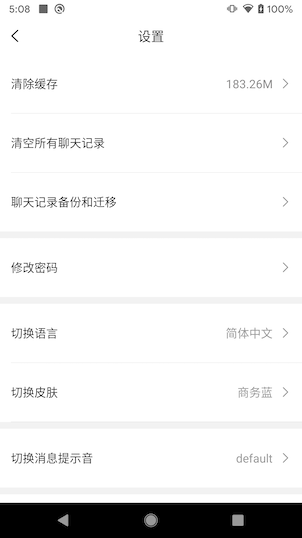 5:08
100%
设置
清除缓存 183.26M
清空所有聊天记录
聊天记录备份和迁移
修改密码
切换语言 简体中文
切换皮肤 商务蓝
切换消息提示音 default